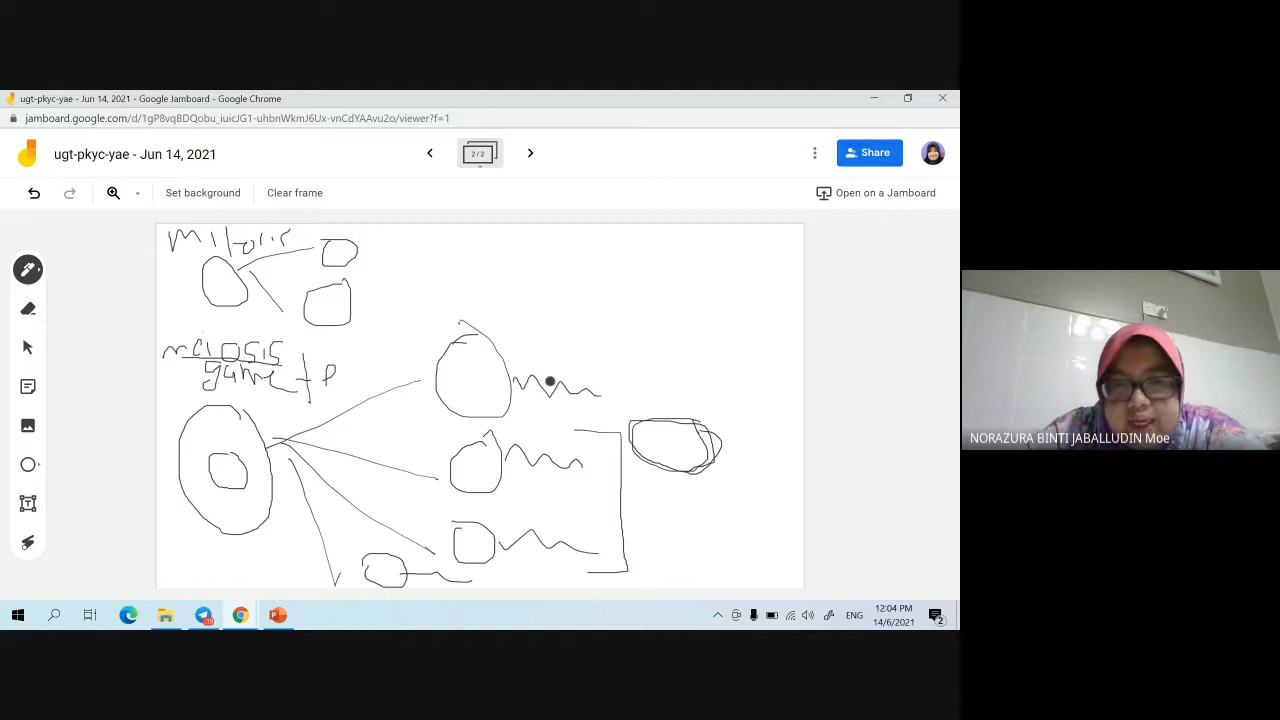 ugt-pkyc-yae - Jun 14, 2021 - Google Jamboard - Google Chrome
jamboard.google.com/d/1gP8vq8DQobu_iuicJG1-uhbnWkmJ6Ux-vnCdYAAvu2o/viewer?f=1
ugt-pkyc-yae - Jun 14, 2021
2/2
Share
Set background
Clear frame
Open on a Jamboard
mitosis
meiosis
NORAZURA BINTI JABALLUDIN Moe
ENG
12:04 PM
14/6/2021
2